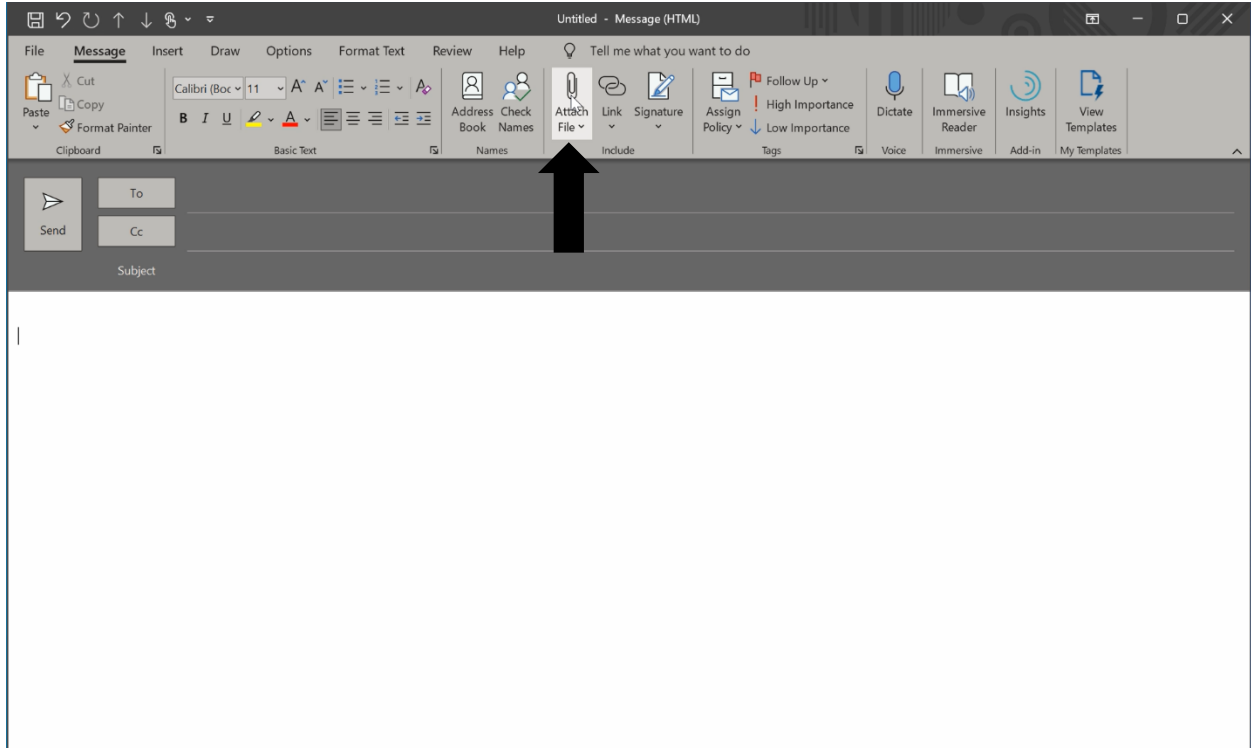 Untitled - Message (HTML)
File Message Insert Draw Options Format Text Review Help Tell me what you want to do
Paste
Cut
Copy
Format Painter
Clipboard
Calibri (Boc 11
B I U A
Basic Text
Address Book
Check Names
Names
Attach File
Link
Signature
Include
Assign Policy
Follow Up
High Importance
Low Importance
Tags
Dictate
Voice
Immersive Reader
Immersive
Insights
Add-in
View Templates
My Templates
Send
To
Cc
Subject